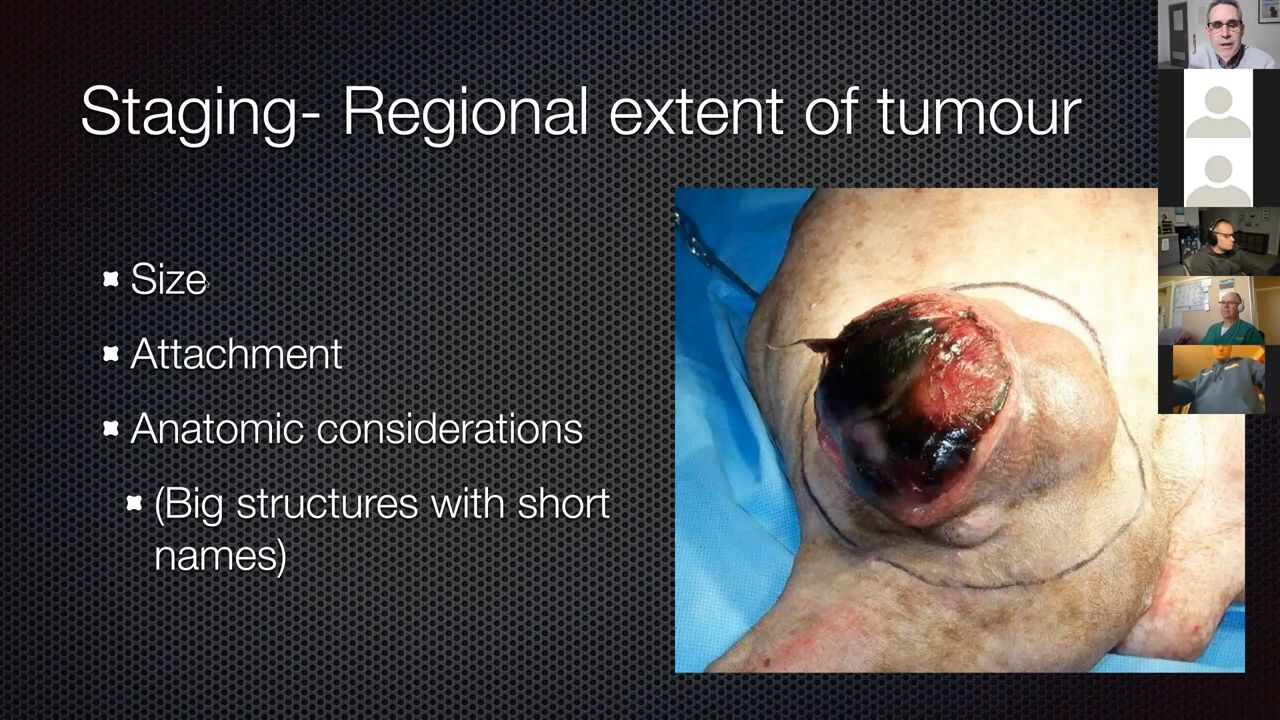 Staging- Regional extent of tumour
Size
Attachment
Anatomic considerations
(Big structures with short
names)